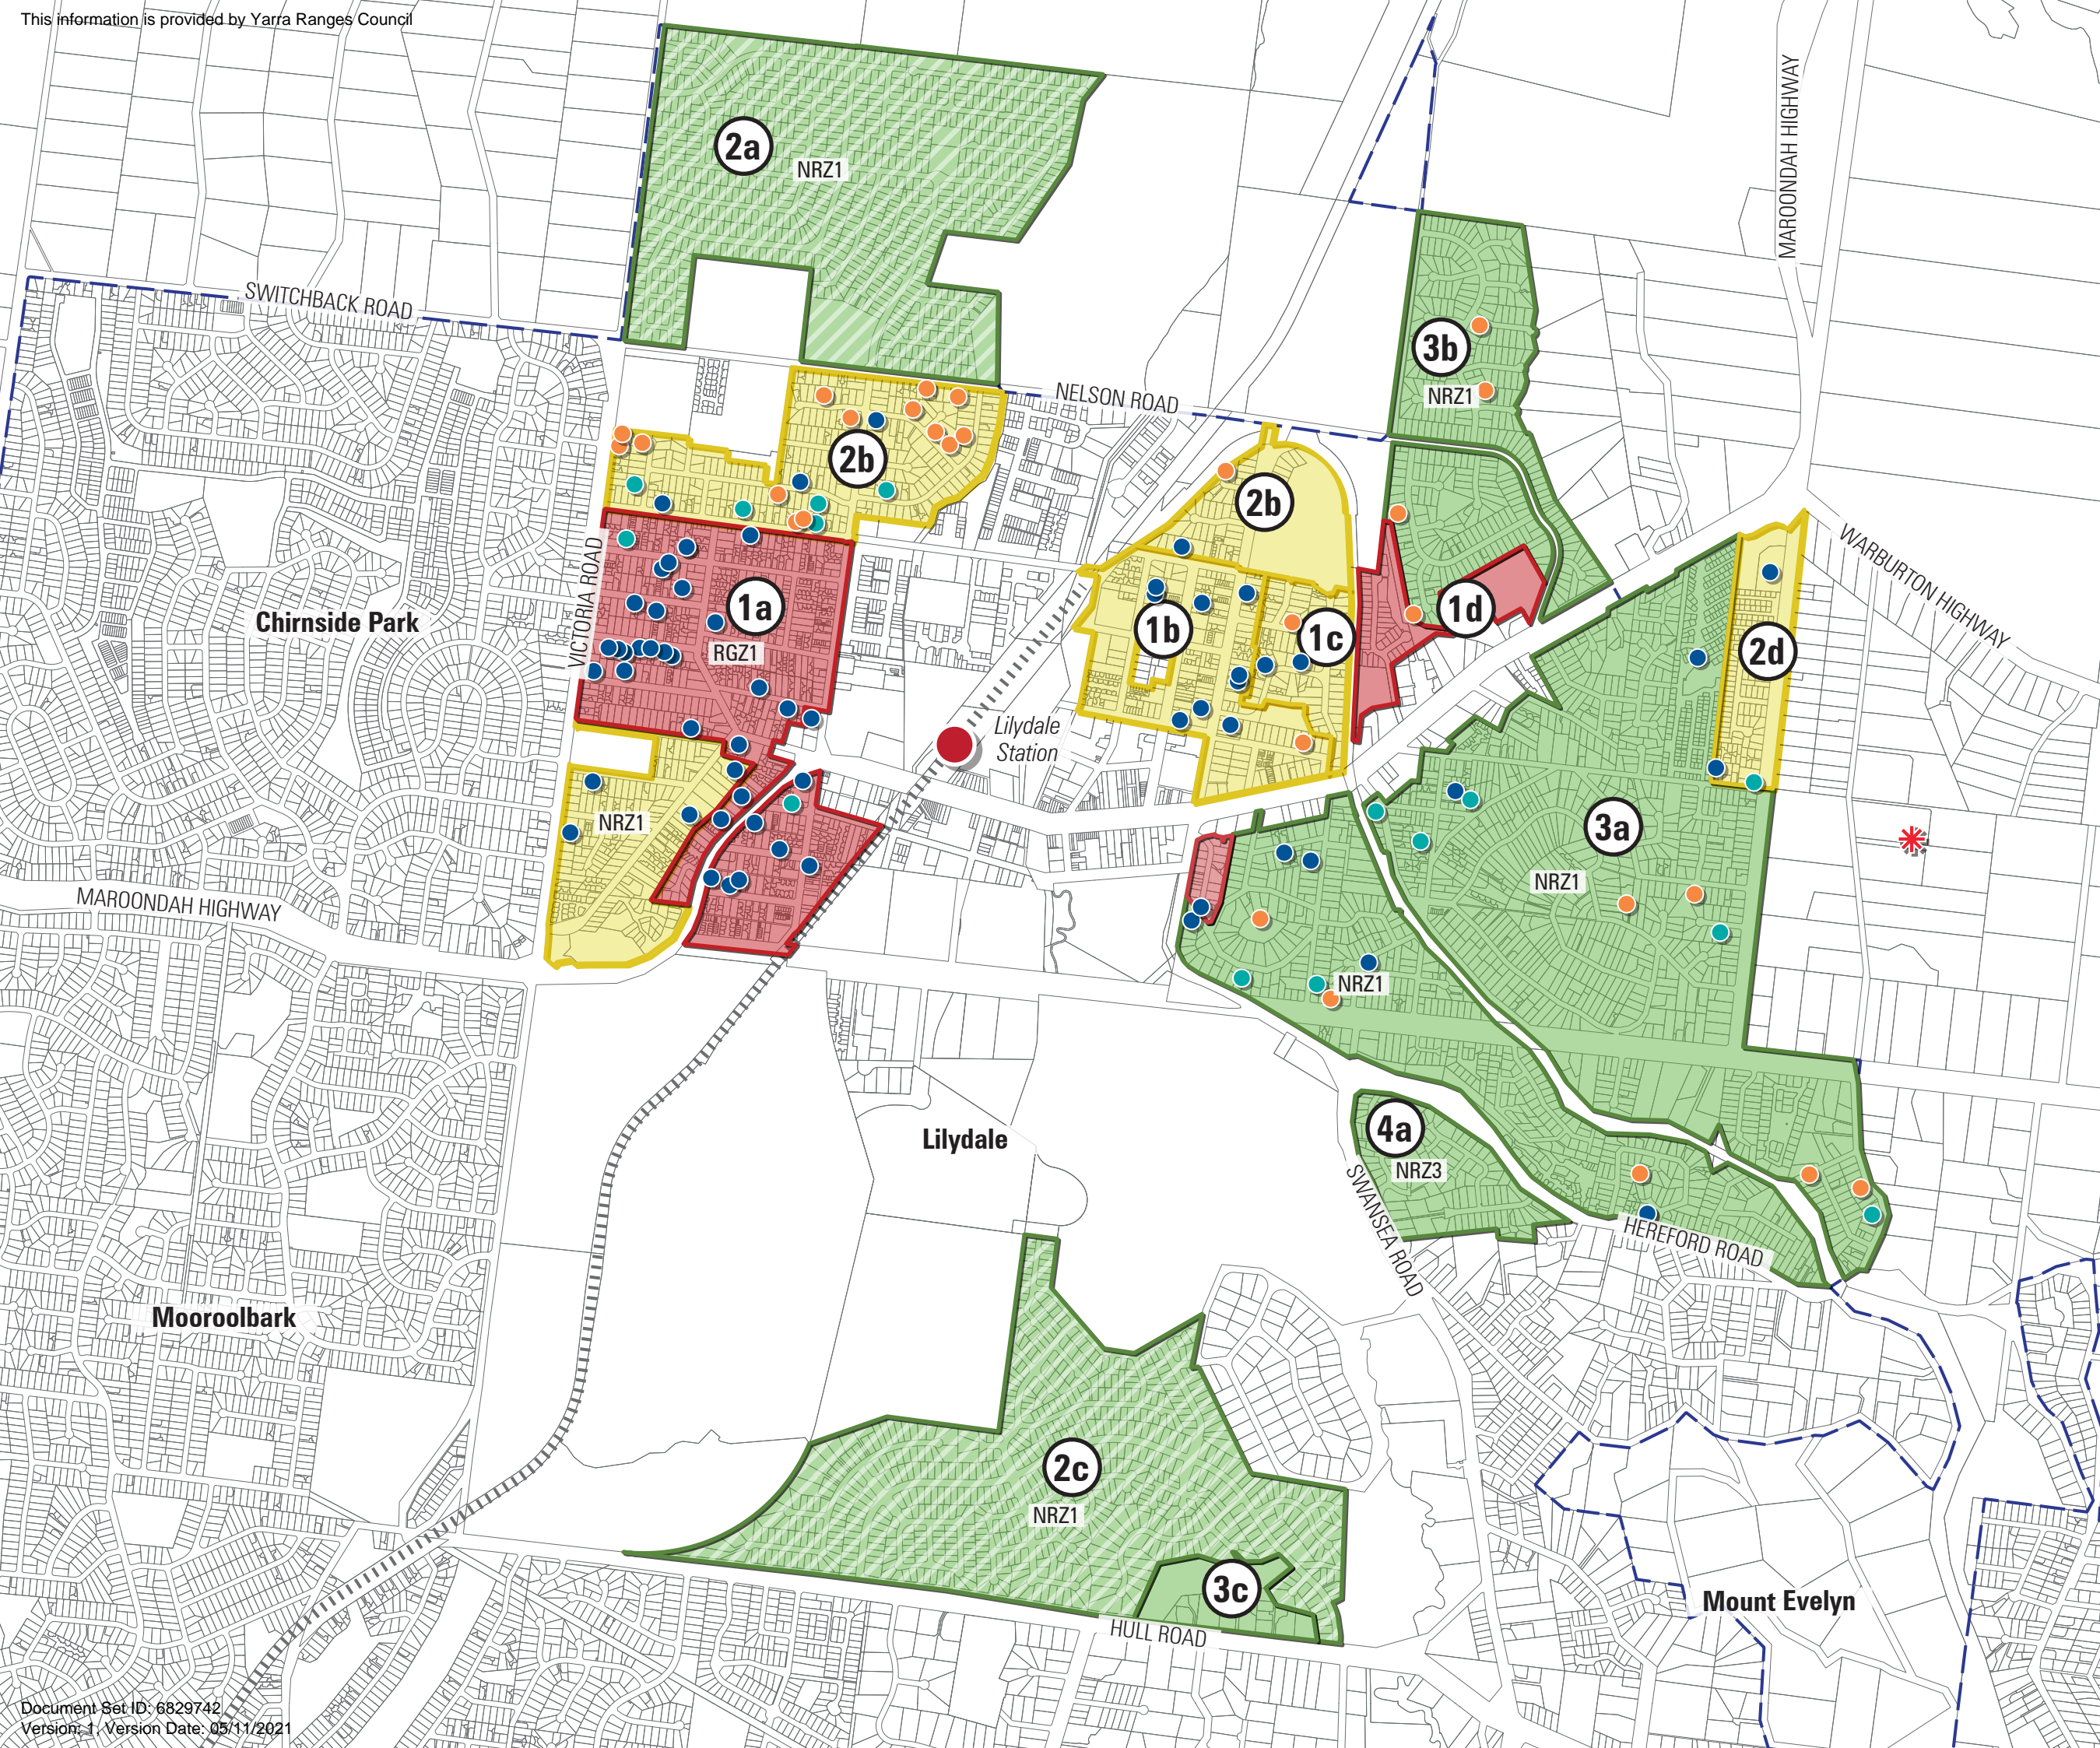 This information is provided by Yarra Ranges Council
MAROONDAH HIGHWAY
2a
NRZ1
SWITCHBACK ROAD
3b
NRZ1
NELSON ROAD
2b
2b
WARBURTON HIGHWAY
VICTORIA ROAD
Chirnside Park
1a
RGZ1
1b
1c
1d
2d
Lilydale
Station
NRZ1
3a
NRZ1
MAROONDAH HIGHWAY
NRZ1
Lilydale
4a
NRZ3
SWANSEA ROAD
HEREFORD ROAD
Mooroolbark
2c
NRZ1
3c
HULL ROAD
Mount Evelyn
Document Set ID: 6829742
Version: 1, Version Date: 05/11/2021